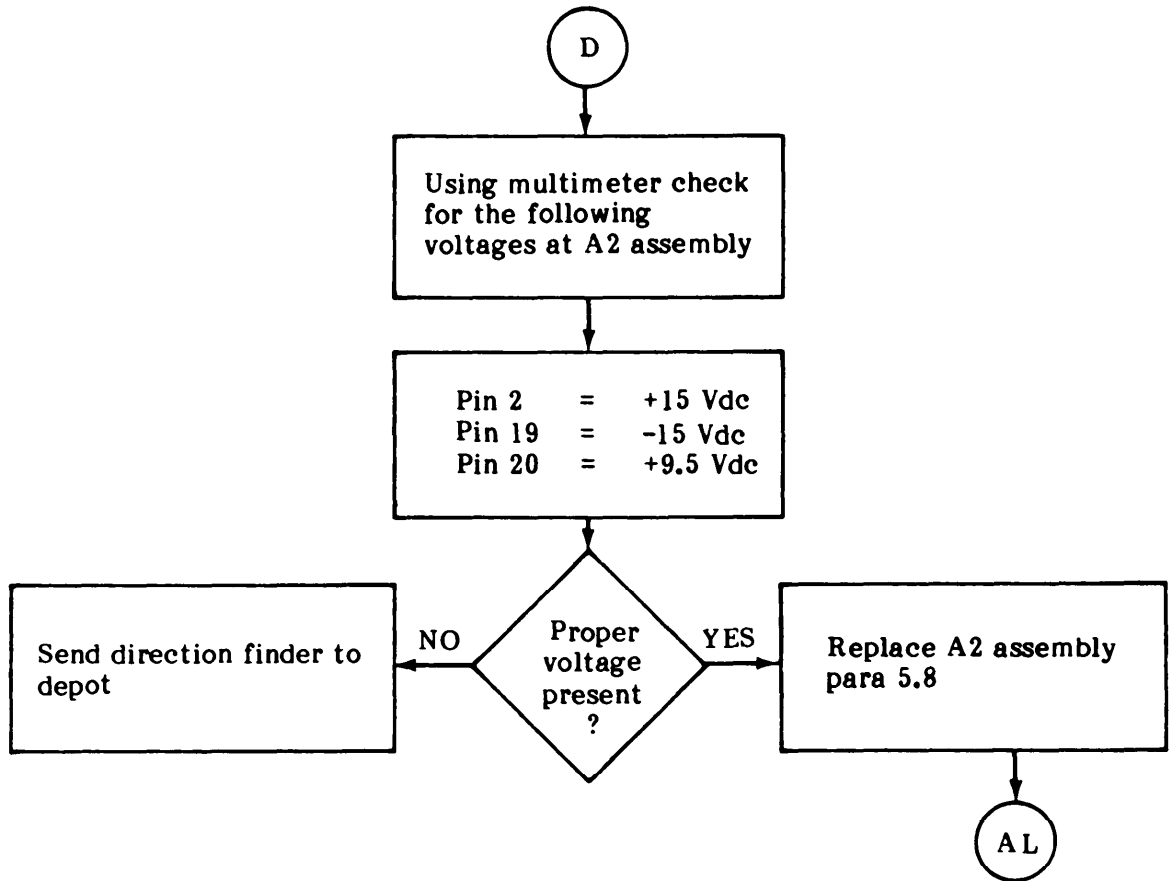 D
Using multimeter check
for the following
voltages at A2 assembly
Pin 2 = +15 Vdc
Pin 19 = -15 Vdc
Pin 20 = +9.5 Vdc
Proper
voltage
present
?
NO
YES
Send direction finder to
depot
Replace A2 assembly
para 5.8
AL